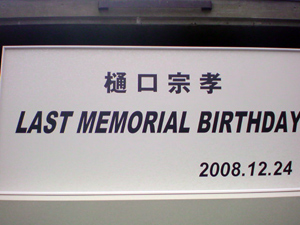 樋口宗孝
LAST MEMORIAL BIRTHDAY
2008.12.24